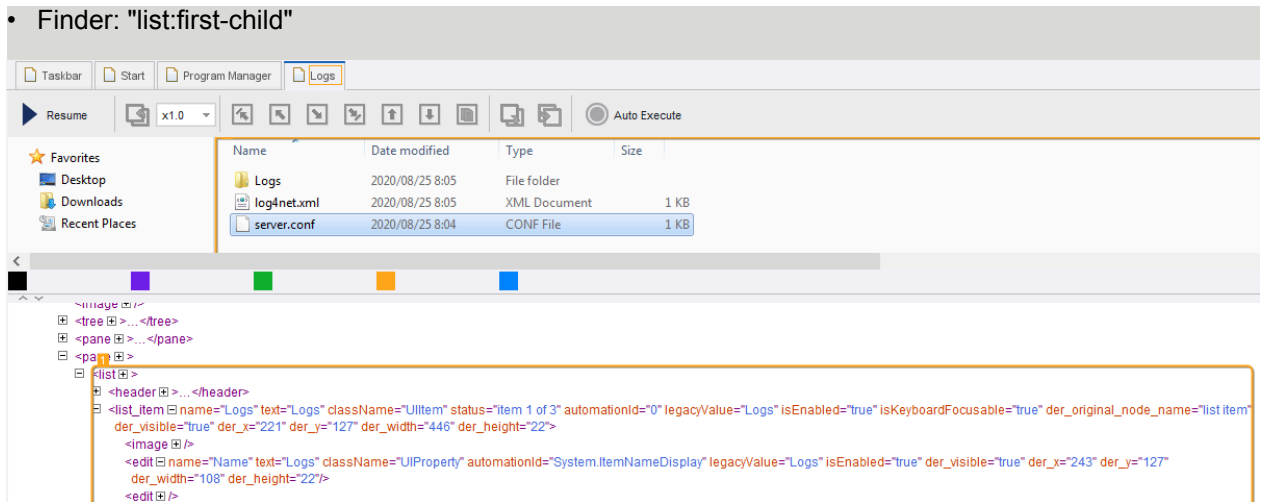 • Finder: "list:first-child"
Taskbar Start Program Manager Logs
Resume x1.0 Auto Execute
Favorites
Desktop
Downloads
Recent Places
Name Date modified Type Size
Logs 2020/08/25 8:05 File folder
log4net.xml 2020/08/25 8:05 XML Document 1 KB
server.conf 2020/08/25 8:04 CONF File 1 KB
<image />
<tree >...</tree>
<pane >...</pane>
<pane >
1
<list >
<header >...</header>
<list_item name="Logs" text="Logs" className="UIItem" status="item 1 of 3" automationId="0" legacyValue="Logs" isEnabled="true" isKeyboardFocusable="true" der_original_node_name="list item"
der_visible="true" der_x="221" der_y="127" der_width="446" der_height="22">
<image />
<edit name="Name" text="Logs" className="UIProperty" automationId="System.ItemNameDisplay" legacyValue="Logs" isEnabled="true" der_visible="true" der_x="243" der_y="127"
der_width="108" der_height="22"/>
<edit />